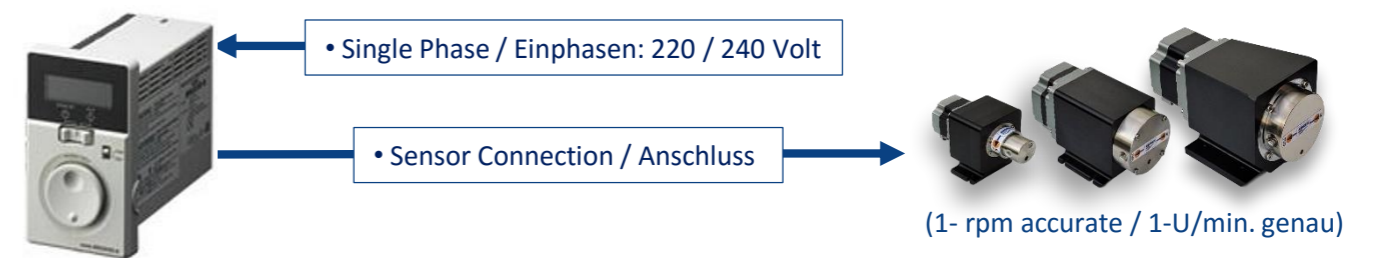 • Single Phase / Einphasen: 220 / 240 Volt
• Sensor Connection / Anschluss
(1- rpm accurate / 1-U/min. genau)